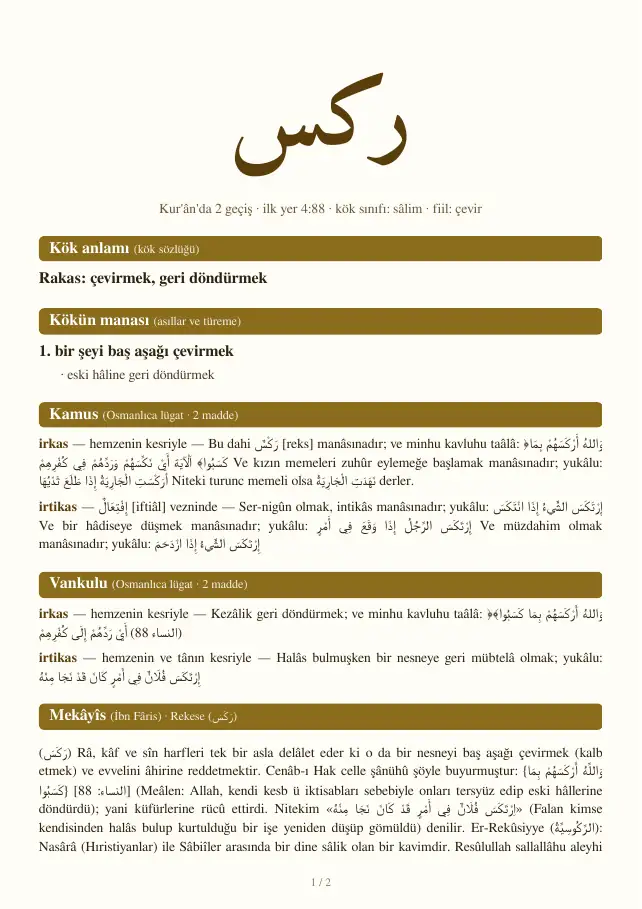 ركس
Kur'ân'da 2 geçiş · ilk yer 4:88 · kök sınıfı: sâlim · fiil: çevir
Kök anlamı (kök sözlüğü)
Rakas: çevirmek, geri döndürmek
Kökün manası (asıllar ve türeme)
1. bir şeyi baş aşağı çevirmek
· eski hâline geri döndürmek
Kamus (Osmanlıca lügat · 2 madde)
irkas — hemzenin kesriyle — Bu dahi رَكْسٌ [reks] manâsınadır; ve minhu kavluhu taâlâ: ﴿وَاللهُ أَرْكَسَهُمْ بِمَا
كَسَبُوا﴾ اَلْآيَةَ أَيْ نَكَسَهُمْ وَرَدَّهُمْ فِي كُفْرِهِمْ Ve kızın memeleri zuhûr eylemeğe başlamak manâsınadır; yukâlu:
أَرْكَسَتِ الْجَارِيَةُ إِذَا طَلَعَ ثَدْيُهَا Niteki turunc memeli olsa نَهَدَتِ الْجَارِيَةُ derler.
irtikas — اِفْتِعَالٌ [iftiâl] vezninde — Ser-nigûn olmak, intikâs manâsınadır; yukâlu: اِرْتَكَسَ الشَّيْءُ إِذَا انْتَكَسَ
Ve bir hâdiseye düşmek manâsınadır; yukâlu: اِرْتَكَسَ الرَّجُلُ إِذَا وَقَعَ فِي أَمْرٍ Ve müzdahim olmak
manâsınadır; yukâlu: اِرْتَكَسَ الشَّيْءُ إِذَا ازْدَحَمَ
Vankulu (Osmanlıca lügat · 2 madde)
irkas — hemzenin kesriyle — Kezâlik geri döndürmek; ve minhu kavluhu taâlâ: ﴿وَاللهُ أَرْكَسَهُمْ بِمَا كَسَبُوا﴾
(النساء 88) أَيْ رَدَّهُمْ إِلَى كُفْرِهِمْ
irtikas — hemzenin ve tânın kesriyle — Halâs bulmuşken bir nesneye geri mübtelâ olmak; yukâlu:
اِرْتَكَسَ فُلَانٌ فِي أَمْرٍ كَانَ قَدْ نَجَا مِنْهُ
Mekâyîs (İbn Fâris) · Rekese (رَكَسَ)
(رَكَسَ) Râ, kâf ve sîn harfleri tek bir asla delâlet eder ki o da bir nesneyi baş aşağı çevirmek (kalb
etmek) ve evvelini âhirine reddetmektir. Cenâb-ı Hak celle şânühû şöyle buyurmuştur: {وَاللَّهُ أَرْكَسَهُمْ بِمَا
كَسَبُوا} [النساء: 88] (Meâlen: Allah, kendi kesb ü iktisabları sebebiyle onları tersyüz edip eski hâllerine
döndürdü); yani küfürlerine rücû ettirdi. Nitekim «اِرْتَكَسَ فُلَانٌ فِي أَمْرٍ قَدْ كَانَ نَجَا مِنْهُ» (Falan kimse
kendisinden halâs bulup kurtulduğu bir işe yeniden düşüp gömüldü) denilir. Er-Rekûsiyye (الرَّكُوسِيَّةُ):
Nasârâ (Hıristiyanlar) ile Sâbiîler arasında bir dine sâlik olan bir kavimdir. Resûlullah sallallâhu aleyhi
1 / 2